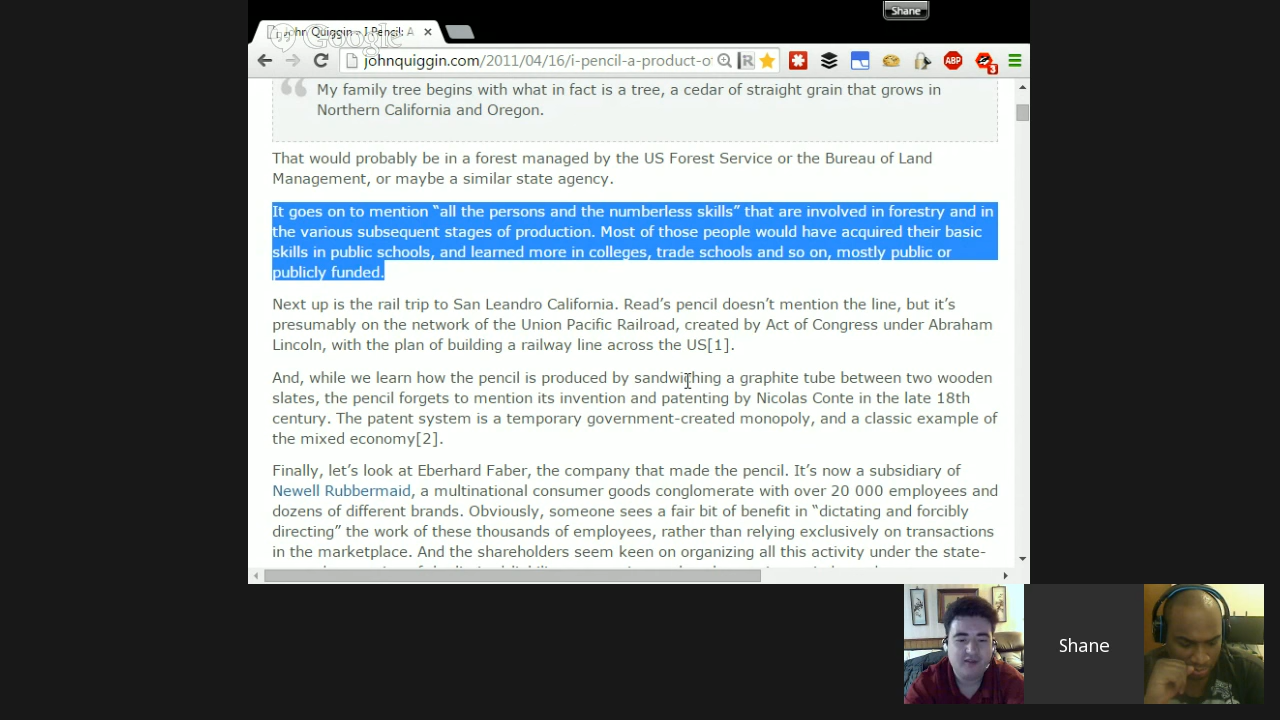 Shane
John Quiggin - I Pencil: A
Google
johnquiggin.com/2011/04/16/i-pencil-a-product-o
R
ABP
3
My family tree begins with what in fact is a tree, a cedar of straight grain that grows in
Northern California and Oregon.
That would probably be in a forest managed by the US Forest Service or the Bureau of Land
Management, or maybe a similar state agency.
It goes on to mention “all the persons and the numberless skills” that are involved in forestry and in
the various subsequent stages of production. Most of those people would have acquired their basic
skills in public schools, and learned more in colleges, trade schools and so on, mostly public or
publicly funded.
Next up is the rail trip to San Leandro California. Read’s pencil doesn’t mention the line, but it’s
presumably on the network of the Union Pacific Railroad, created by Act of Congress under Abraham
Lincoln, with the plan of building a railway line across the US[1].
And, while we learn how the pencil is produced by sandwiching a graphite tube between two wooden
slates, the pencil forgets to mention its invention and patenting by Nicolas Conte in the late 18th
century. The patent system is a temporary government-created monopoly, and a classic example of
the mixed economy[2].
Finally, let’s look at Eberhard Faber, the company that made the pencil. It’s now a subsidiary of
Newell Rubbermaid, a multinational consumer goods conglomerate with over 20 000 employees and
dozens of different brands. Obviously, someone sees a fair bit of benefit in “dictating and forcibly
directing” the work of these thousands of employees, rather than relying exclusively on transactions
in the marketplace. And the shareholders seem keen on organizing all this activity under the state-
Shane